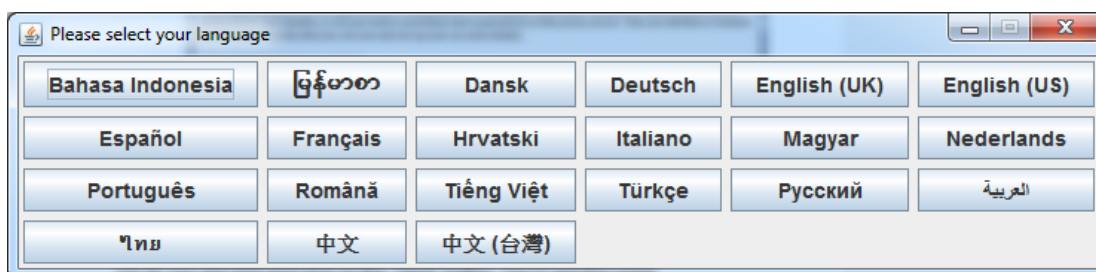 Please select your language
Bahasa Indonesia မြန်မာစာ Dansk Deutsch English (UK) English (US)
Español Français Hrvatski Italiano Magyar Nederlands
Português Română Tiếng Việt Türkçe Русский العربية
ไทย 中文 中文 (台灣)